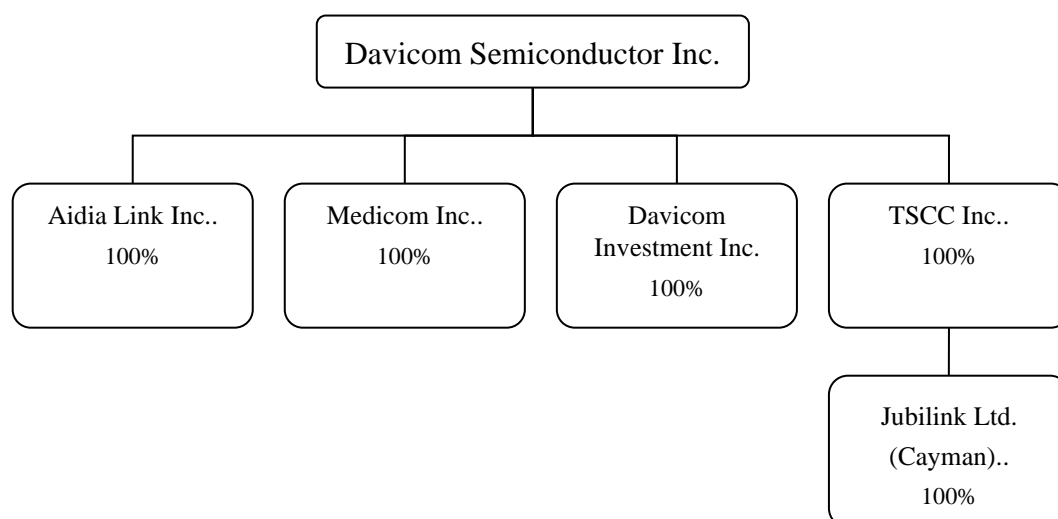 Davicom Semiconductor Inc.
Aidia Link Inc..
100%
Medicom Inc..
100%
Davicom
Investment Inc.
100%
TSCC Inc..
100%
Jubilink Ltd.
(Cayman)..
100%